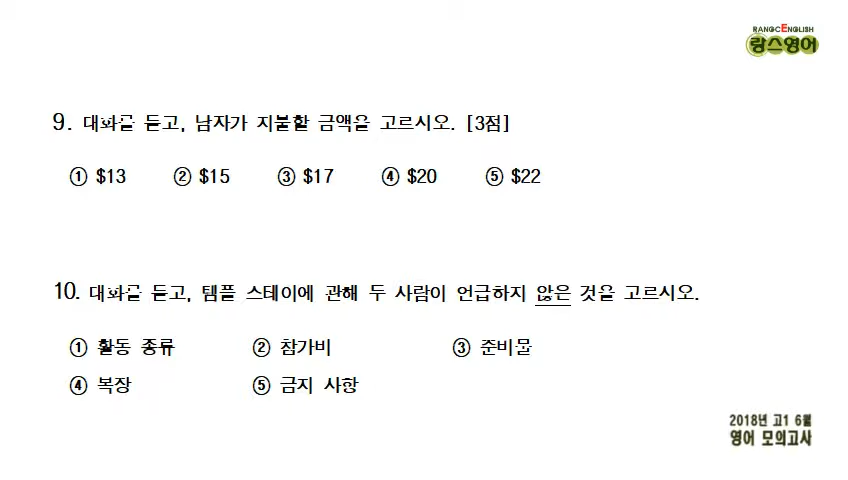 RANGCENGLISH
랑스영어
9. 대화를 듣고, 남자가 지불할 금액을 고르시오. [3점]
① $13 ② $15 ③ $17 ④ $20 ⑤ $22
10. 대화를 듣고, 템플 스테이에 관해 두 사람이 언급하지 않은 것을 고르시오.
① 활동 종류 ② 참가비 ③ 준비물
④ 복장 ⑤ 금지 사항
2018년 고1 6월
영어 모의고사